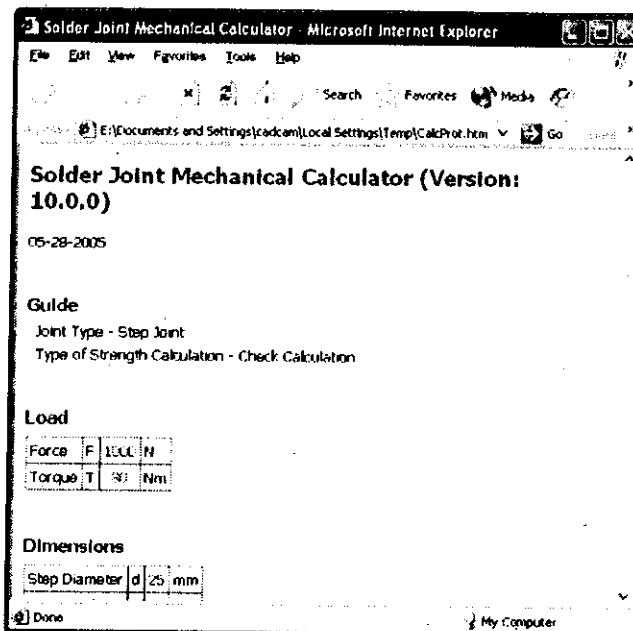 Solder Joint Mechanical Calculator - Microsoft Internet Explorer
File Edit View Favorites Tools Help
Search Favorites Media
E:\Documents and Settings\cadcam\Local Settings\Temp\CalcProt.htm Go
Solder Joint Mechanical Calculator (Version:
10.0.0)
05-28-2005
Guide
Joint Type - Step Joint
Type of Strength Calculation - Check Calculation
Load
Force F N
Torque T Nm
Dimensions
Step Diameter d 25 mm
Done My Computer